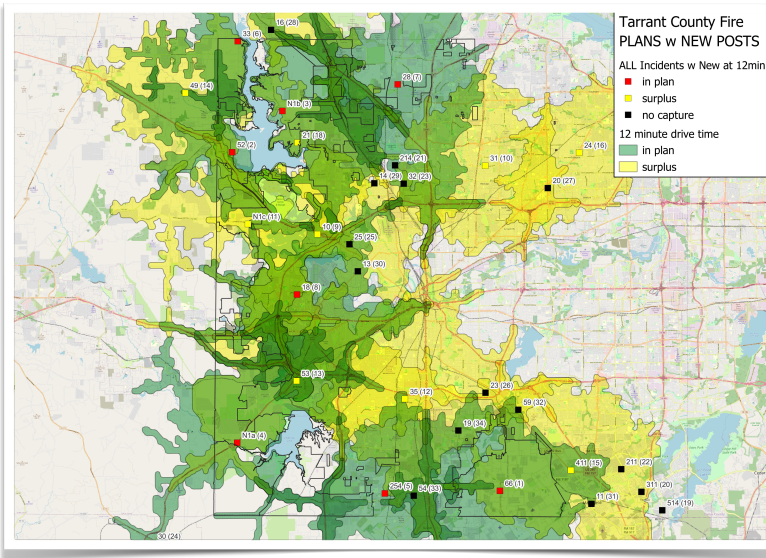 Tarrant County Fire
PLANS w NEW POSTS
ALL Incidents w New at 12min
in plan
surplus
no capture
12 minute drive time
in plan
surplus
16 (28)
33 (6)
28 (7)
49 (14)
N1b (3)
21 (18)
52 (2)
214 (21)
31 (10)
24 (16)
14 (29)
32 (23)
20 (27)
N1c (11)
10 (9)
25 (25)
13 (30)
18 (8)
53 (13)
35 (12)
23 (26)
59 (32)
19 (34)
N1a (4)
411 (15)
211 (22)
254 (5)
54 (33)
66 (1)
311 (20)
11 (31)
514 (19)
30 (24)